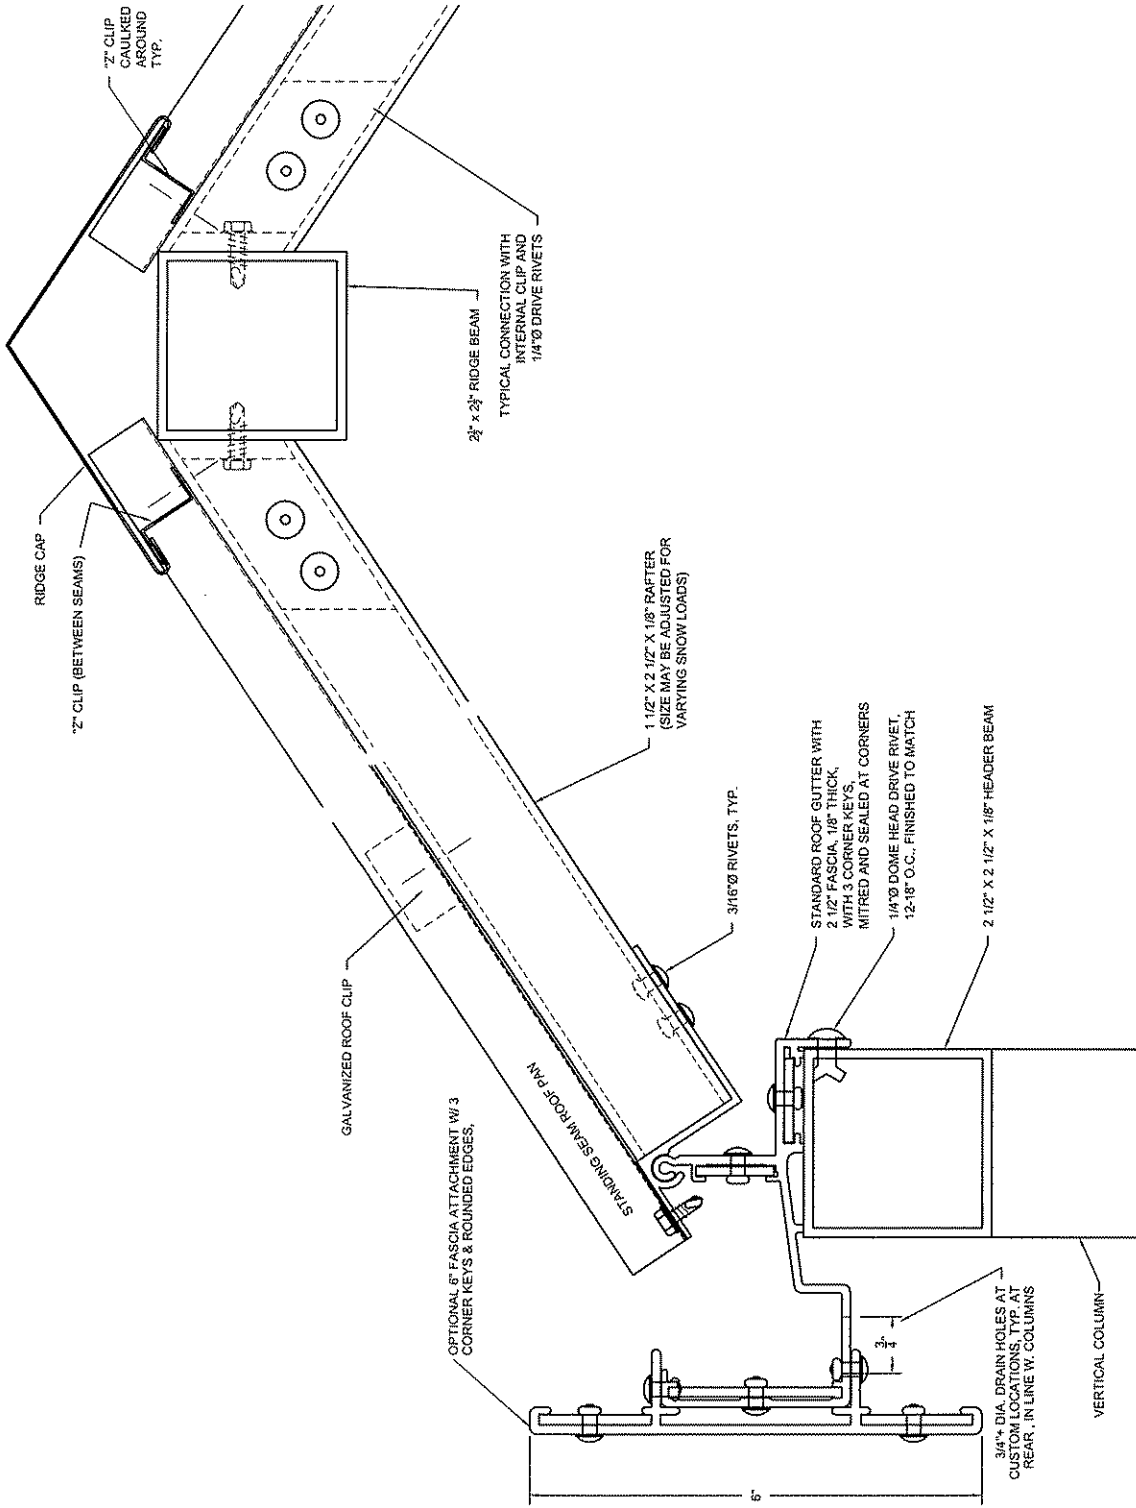 "Z" CLIP
CAULKED
AROUND
TYP.
RIDGE CAP
"Z" CLIP (BETWEEN SEAMS)
2½" x 2½" RIDGE BEAM
TYPICAL CONNECTION WITH
INTERNAL CLIP AND
1/4"Ø DRIVE RIVETS
GALVANIZED ROOF CLIP
1 1/2" X 2 1/2" X 1/8" RAFTER
(SIZE MAY BE ADJUSTED FOR
VARYING SNOW LOADS)
OPTIONAL 6" FASCIA ATTACHMENT W/ 3
CORNER KEYS & ROUNDED EDGES,
STANDING SEAM ROOF PAN
3/16"Ø RIVETS, TYP.
STANDARD ROOF GUTTER WITH
2 1/2" FASCIA, 1/8" THICK,
WITH 3 CORNER KEYS,
MITRED AND SEALED AT CORNERS
1/4"Ø DOME HEAD DRIVE RIVET,
12-18" O.C., FINISHED TO MATCH
2 1/2" X 2 1/2" X 1/8" HEADER BEAM
6"
3/4"
3/4"+ DIA. DRAIN HOLES AT
CUSTOM LOCATIONS, TYP. AT
REAR , IN LINE W. COLUMNS
VERTICAL COLUMN